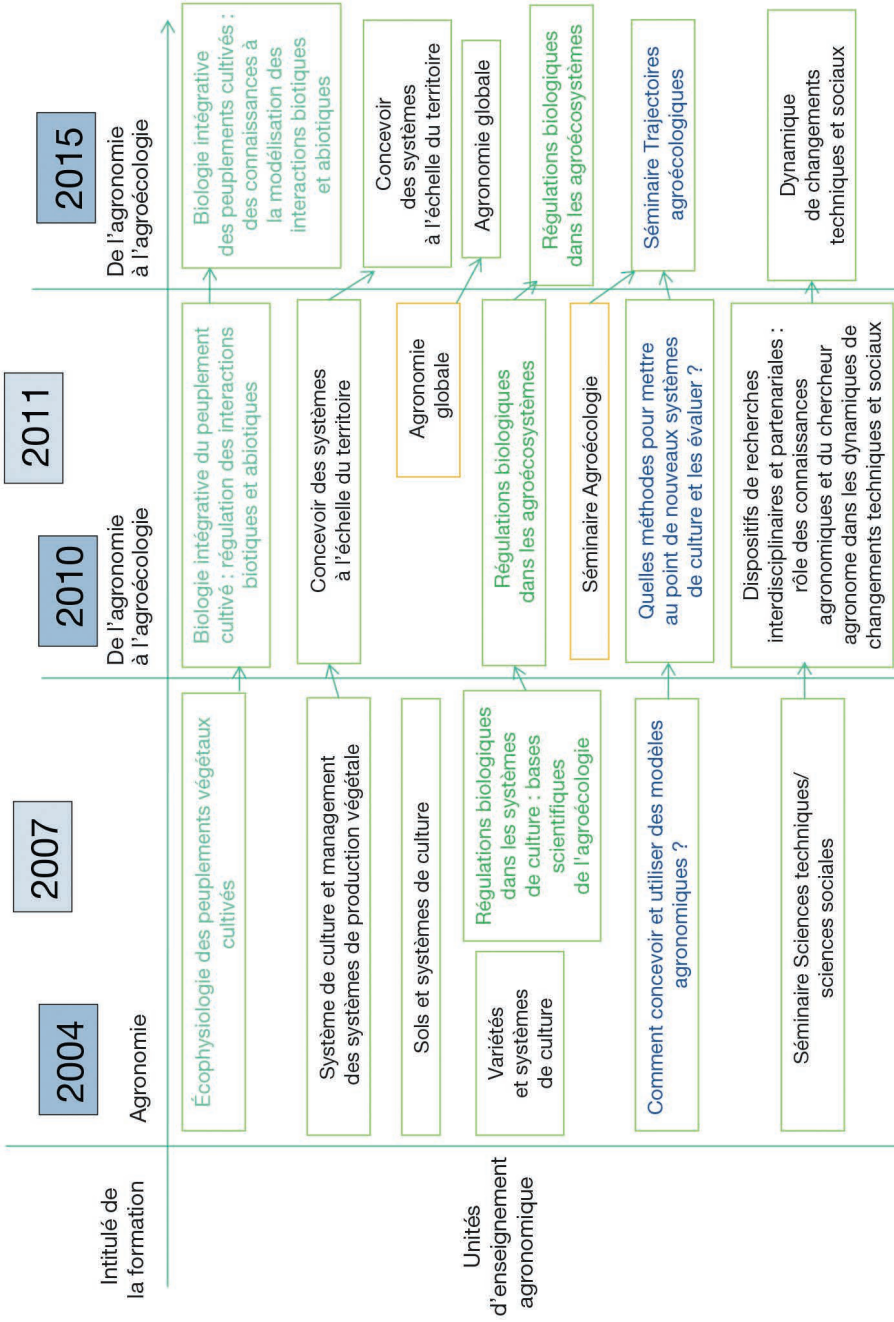 2004
2007
2010
2011
2015
Intitulé de
la formation
Agronomie
De l'agronomie
à l'agroécologie
De l'agronomie
à l'agroécologie
Unités
d'enseignement
agronomique
Écophysiologie des peuplements végétaux
cultivés
Biologie intégrative du peuplement
cultivé : régulation des interactions
biotiques et abiotiques
Biologie intégrative
des peuplements cultivés :
des connaissances à
la modélisation des
interactions biotiques
et abiotiques
Système de culture et management
des systèmes de production végétale
Concevoir des systèmes
à l'échelle du territoire
Concevoir
des systèmes
à l'échelle du territoire
Sols et systèmes de culture
Agronomie
globale
Agronomie globale
Variétés
et systèmes
de culture
Régulations biologiques
dans les systèmes
de culture : bases
scientifiques
de l'agroécologie
Régulations biologiques
dans les agroécosystèmes
Régulations biologiques
dans les agroécosystèmes
Séminaire Agroécologie
Comment concevoir et utiliser des modèles
agronomiques ?
Quelles méthodes pour mettre
au point de nouveaux systèmes
de culture et les évaluer ?
Séminaire Trajectoires
agroécologiques
Séminaire Sciences techniques/
sciences sociales
Dispositifs de recherches
interdisciplinaires et partenariales :
rôle des connaissances
agronomiques et du chercheur
agronome dans les dynamiques de
changements techniques et sociaux
Dynamique
de changements
techniques et sociaux